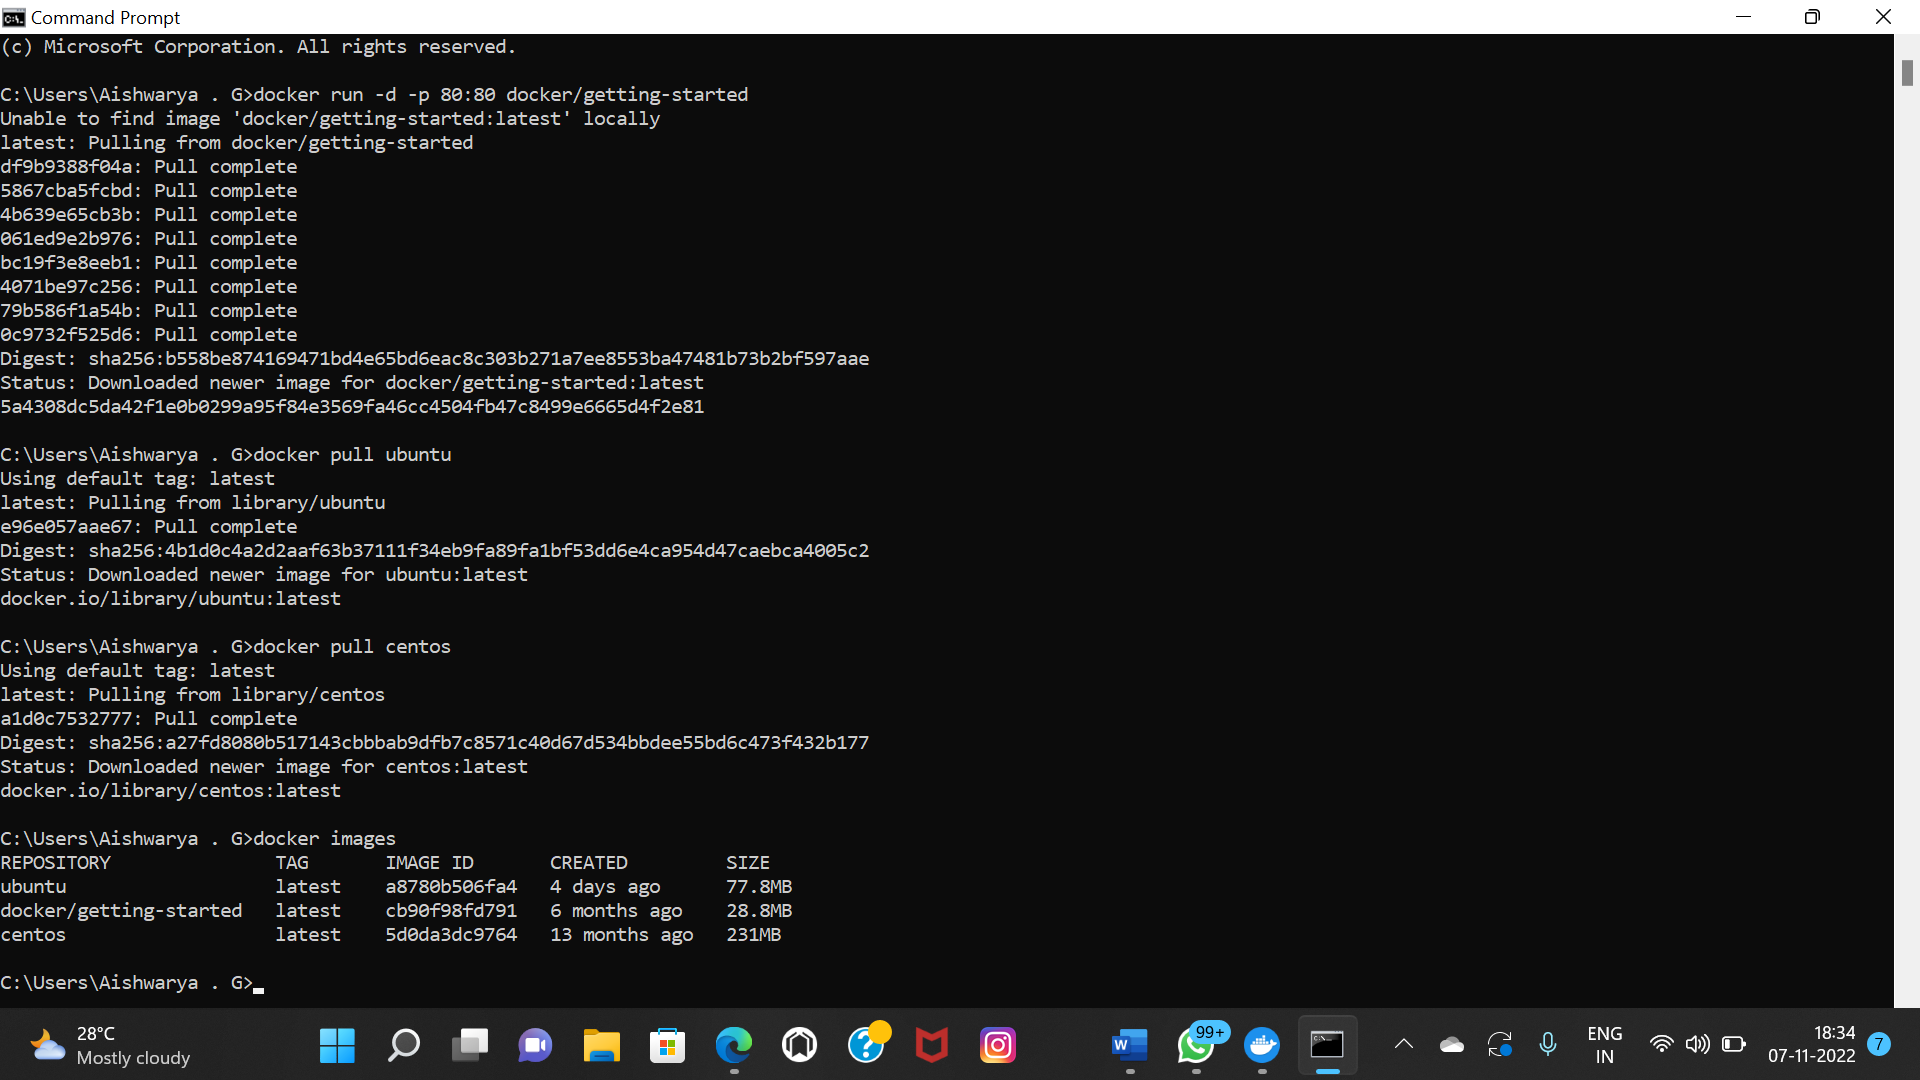 Command Prompt
(c) Microsoft Corporation. All rights reserved.
C:\Users\Aishwarya . G>docker run -d -p 80:80 docker/getting-started
Unable to find image 'docker/getting-started:latest' locally
latest: Pulling from docker/getting-started
df9b9388f04a: Pull complete
5867cba5fcbd: Pull complete
4b639e65cb3b: Pull complete
061ed9e2b976: Pull complete
bc19f3e8eeb1: Pull complete
4071be97c256: Pull complete
79b586f1a54b: Pull complete
0c9732f525d6: Pull complete
Digest: sha256:b558be874169471bd4e65bd6eac8c303b271a7ee8553ba47481b73b2bf597aae
Status: Downloaded newer image for docker/getting-started:latest
5a4308dc5da42f1e0b0299a95f84e3569fa46cc4504fb47c8499e6665d4f2e81
C:\Users\Aishwarya . G>docker pull ubuntu
Using default tag: latest
latest: Pulling from library/ubuntu
e96e057aae67: Pull complete
Digest: sha256:4b1d0c4a2d2aaf63b37111f34eb9fa89fa1bf53dd6e4ca954d47caebca4005c2
Status: Downloaded newer image for ubuntu:latest
docker.io/library/ubuntu:latest
C:\Users\Aishwarya . G>docker pull centos
Using default tag: latest
latest: Pulling from library/centos
a1d0c7532777: Pull complete
Digest: sha256:a27fd8080b517143cbbbab9dfb7c8571c40d67d534bbdee55bd6c473f432b177
Status: Downloaded newer image for centos:latest
docker.io/library/centos:latest
C:\Users\Aishwarya . G>docker images
REPOSITORY TAG IMAGE ID CREATED SIZE
ubuntu latest a8780b506fa4 4 days ago 77.8MB
docker/getting-started latest cb90f98fd791 6 months ago 28.8MB
centos latest 5d0da3dc9764 13 months ago 231MB
C:\Users\Aishwarya . G>
28°C
Mostly cloudy
99+
ENG
IN
18:34
07-11-2022
7